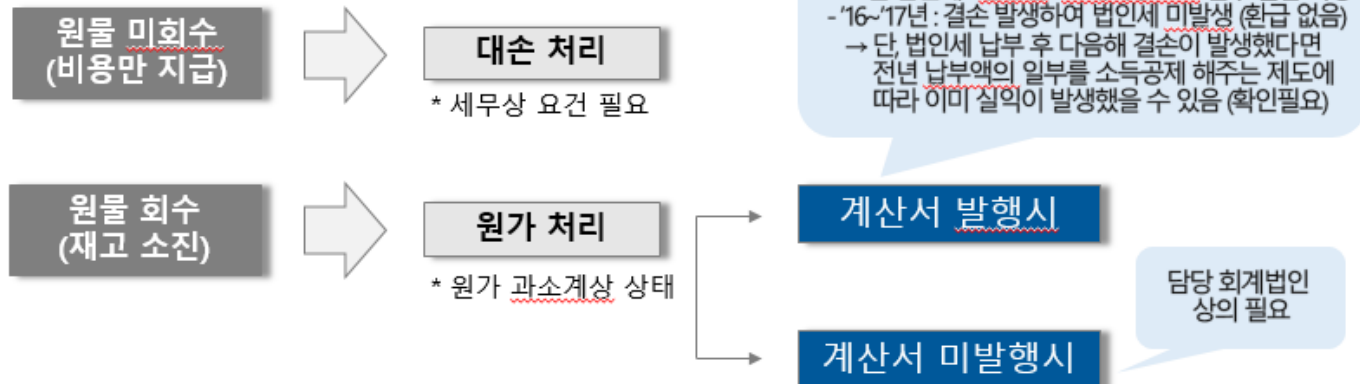 - '16~'17년 : 결손 발생하여 법인세 미발생 (환급 없음)
→ 단, 법인세 납부 후 다음해 결손이 발생했다면
전년 납부액의 일부를 소득공제 해주는 제도에
따라 이미 실익이 발생했을 수 있음 (확인필요)
원물 미회수
(비용만 지급)
대손 처리
* 세무상 요건 필요
원물 회수
(재고 소진)
원가 처리
* 원가 과소계상 상태
계산서 발행시
담당 회계법인
상의 필요
계산서 미발행시